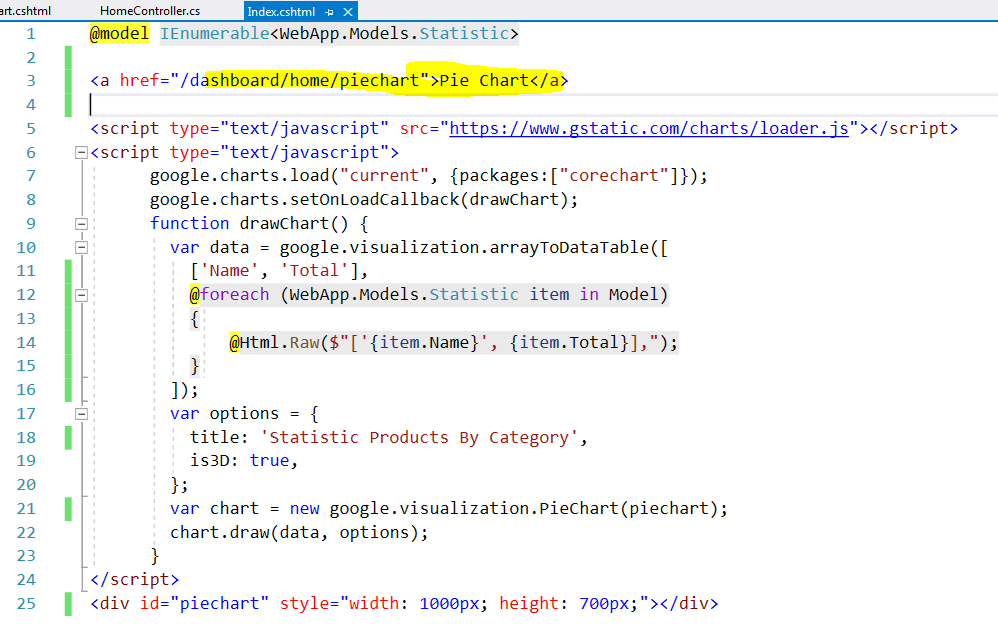 art.cshtml HomeController.cs Index.cshtml
1 @model IEnumerable<WebApp.Models.Statistic>
2
3 <a href="/dashboard/home/piechart">Pie Chart</a>
4
5 <script type="text/javascript" src="https://www.gstatic.com/charts/loader.js"></script>
6 <script type="text/javascript">
7 google.charts.load("current", {packages:["corechart"]});
8 google.charts.setOnLoadCallback(drawChart);
9 function drawChart() {
10 var data = google.visualization.arrayToDataTable([
11 ['Name', 'Total'],
12 @foreach (WebApp.Models.Statistic item in Model)
13 {
14 @Html.Raw($"['{item.Name}', {item.Total}],");
15 }
16 ]);
17 var options = {
18 title: 'Statistic Products By Category',
19 is3D: true,
20 };
21 var chart = new google.visualization.PieChart(piechart);
22 chart.draw(data, options);
23 }
24 </script>
25 <div id="piechart" style="width: 1000px; height: 700px;"></div>